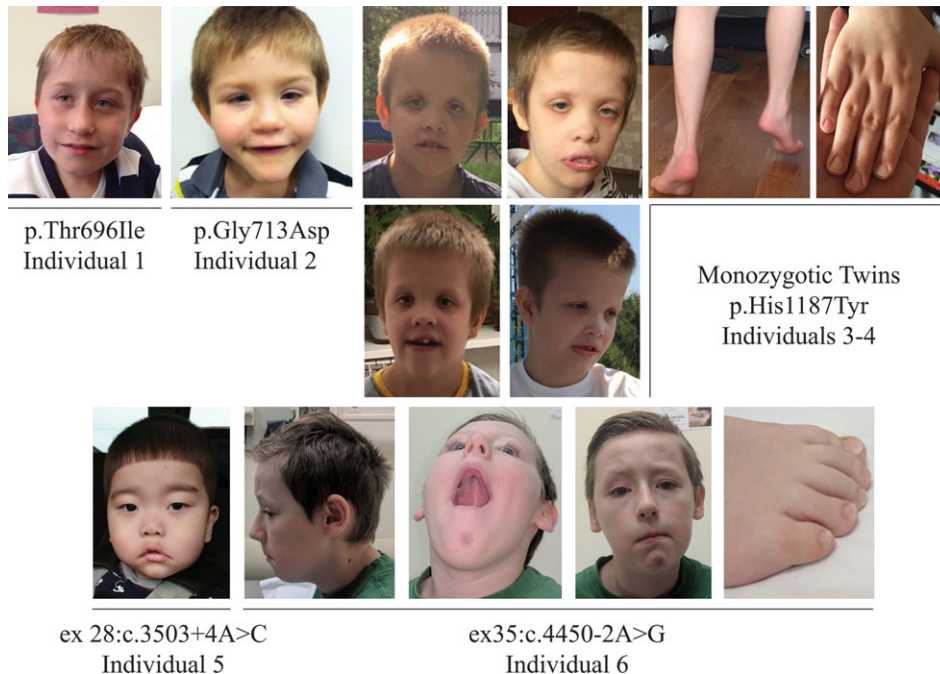 p.Thr696Ile
Individual 1
p.Gly713Asp
Individual 2
Monozygotic Twins
p.His1187Tyr
Individuals 3-4
ex 28:c.3503+4A>C
Individual 5
ex35:c.4450-2A>G
Individual 6